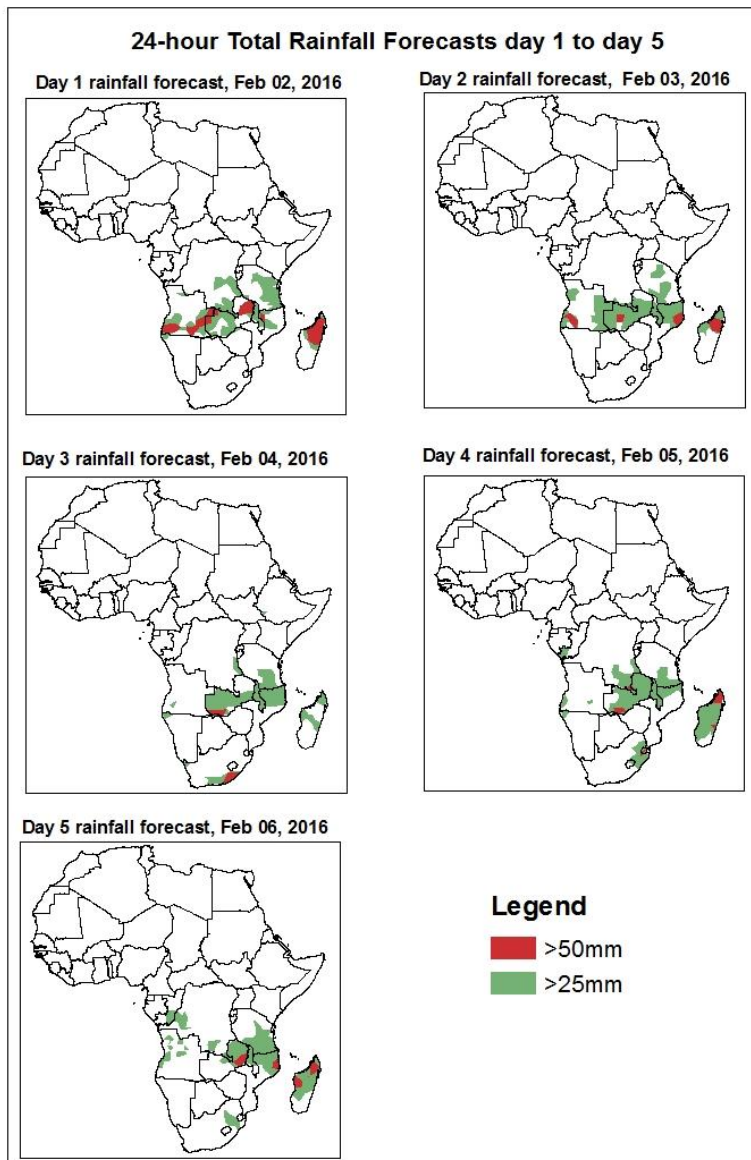 24-hour Total Rainfall Forecasts day 1 to day 5
Day 1 rainfall forecast, Feb 02, 2016
Day 2 rainfall forecast, Feb 03, 2016
Day 3 rainfall forecast, Feb 04, 2016
Day 4 rainfall forecast, Feb 05, 2016
Day 5 rainfall forecast, Feb 06, 2016
Legend
>50mm
>25mm